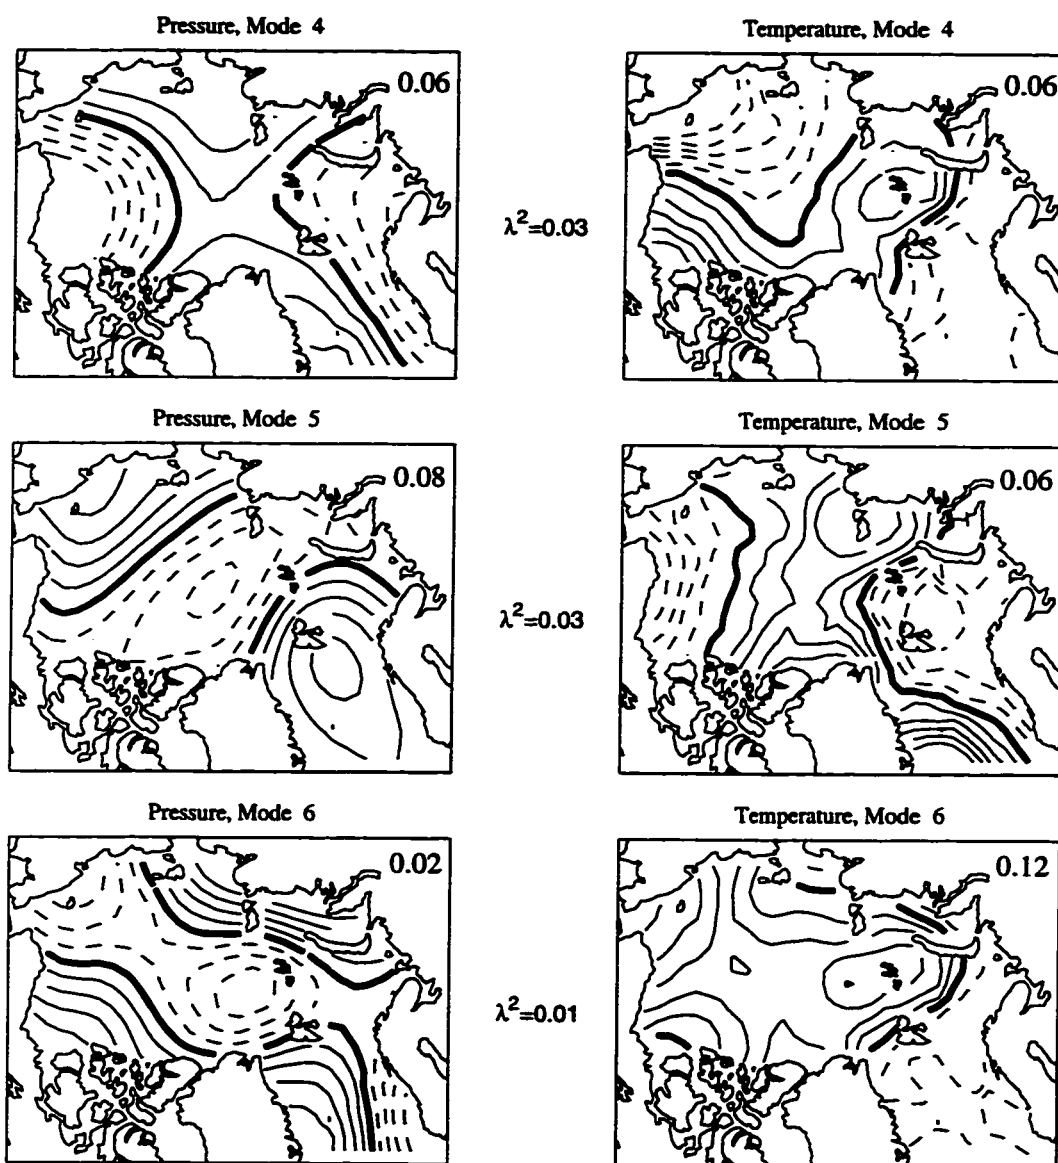 Pressure, Mode 4
Temperature, Mode 4
0.06
0.06
λ²=0.03
Pressure, Mode 5
Temperature, Mode 5
0.08
0.06
λ²=0.03
Pressure, Mode 6
Temperature, Mode 6
0.02
0.12
λ²=0.01